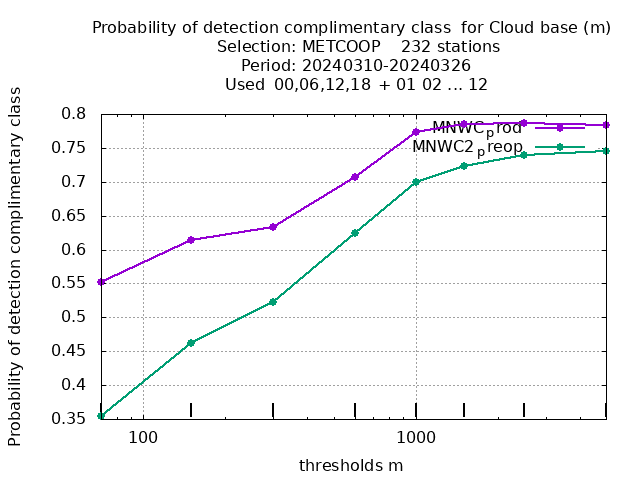 Probability of detection complimentary class for Cloud base (m)
Selection: METCOOP 232 stations
Period: 20240310-20240326
Used 00,06,12,18 + 01 02 ... 12
Probability of detection complimentary class
0.8
0.75
0.7
0.65
0.6
0.55
0.5
0.45
0.4
0.35
MNWCprod
MNWC2preop
100 1000
thresholds m